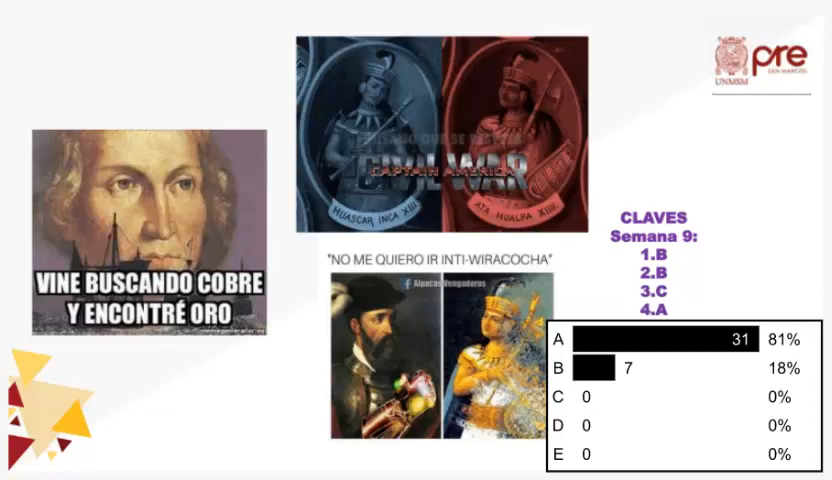 UNMSM
pre
SAN MARCOS
CIVIL WAR
CAPTAIN AMERICA
HUASCAR INCA XIII
ATA HUALPA XIIII.
VINE BUSCANDO COBRE
Y ENCONTRÉ ORO
"NO ME QUIERO IR INTI-WIRACOCHA"
Alpacas Vengadoras
CLAVES
Semana 9:
1.B
2.B
3.C
4.A
A 31 81%
B 7 18%
C 0 0%
D 0 0%
E 0 0%